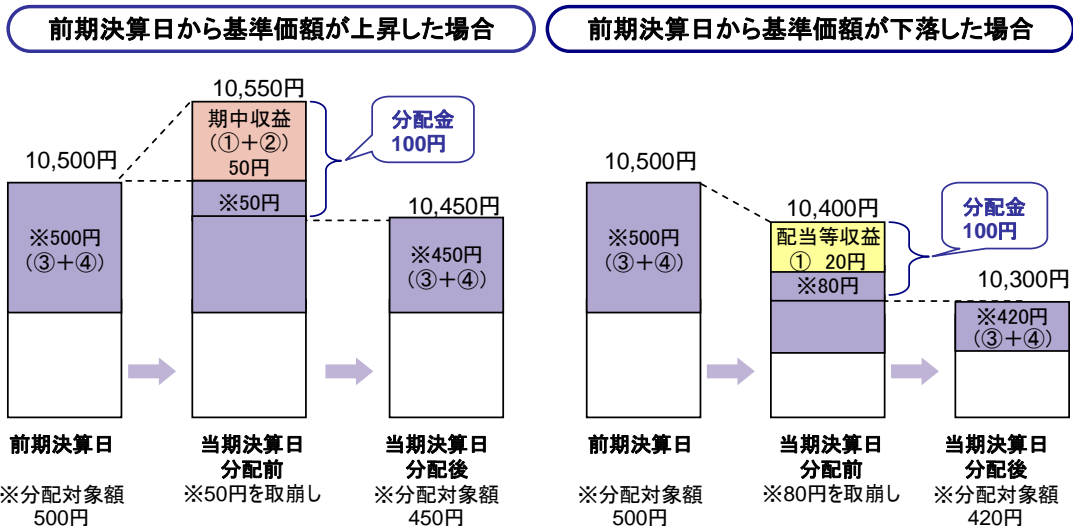 前期決算日から基準価額が上昇した場合
10,550円
期中収益
(①+②)
50円
分配金
100円
10,500円
※50円
10,450円
※500円
(③+④)
※450円
(③+④)
前期決算日
当期決算日
分配前
当期決算日
分配後
※分配対象額
500円
※50円を取崩し
※分配対象額
450円
前期決算日から基準価額が下落した場合
10,500円
10,400円
分配金
100円
※500円
(③+④)
配当等収益
① 20円
※80円
10,300円
※420円
(③+④)
前期決算日
当期決算日
分配前
当期決算日
分配後
※分配対象額
500円
※80円を取崩し
※分配対象額
420円